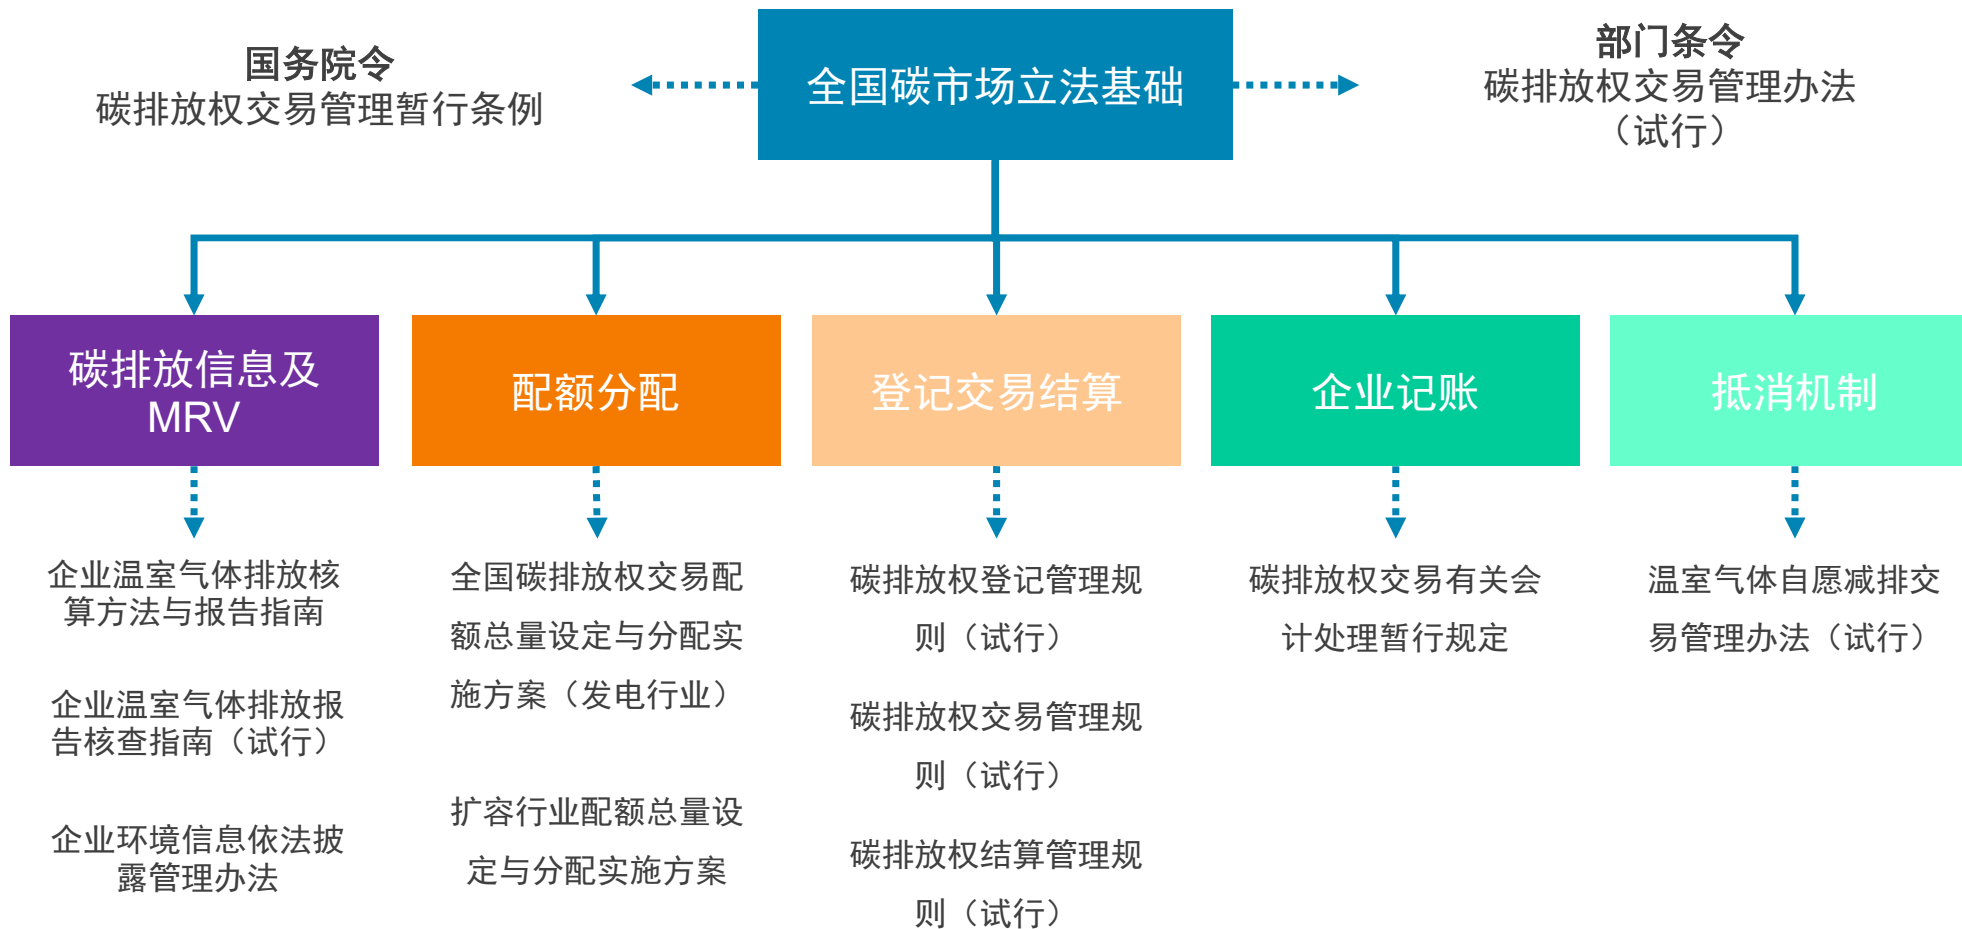 国务院令
碳排放权交易管理暂行条例
全国碳市场立法基础
部门条令
碳排放权交易管理办法
（试行）
碳排放信息及
MRV
配额分配
登记交易结算
企业记账
抵消机制
企业温室气体排放核
算方法与报告指南
企业温室气体排放报
告核查指南（试行）
企业环境信息依法披
露管理办法
全国碳排放权交易配
额总量设定与分配实
施方案（发电行业）
扩容行业配额总量设
定与分配实施方案
碳排放权登记管理规
则（试行）
碳排放权交易管理规
则（试行）
碳排放权结算管理规
则（试行）
碳排放权交易有关会
计处理暂行规定
温室气体自愿减排交
易管理办法（试行）